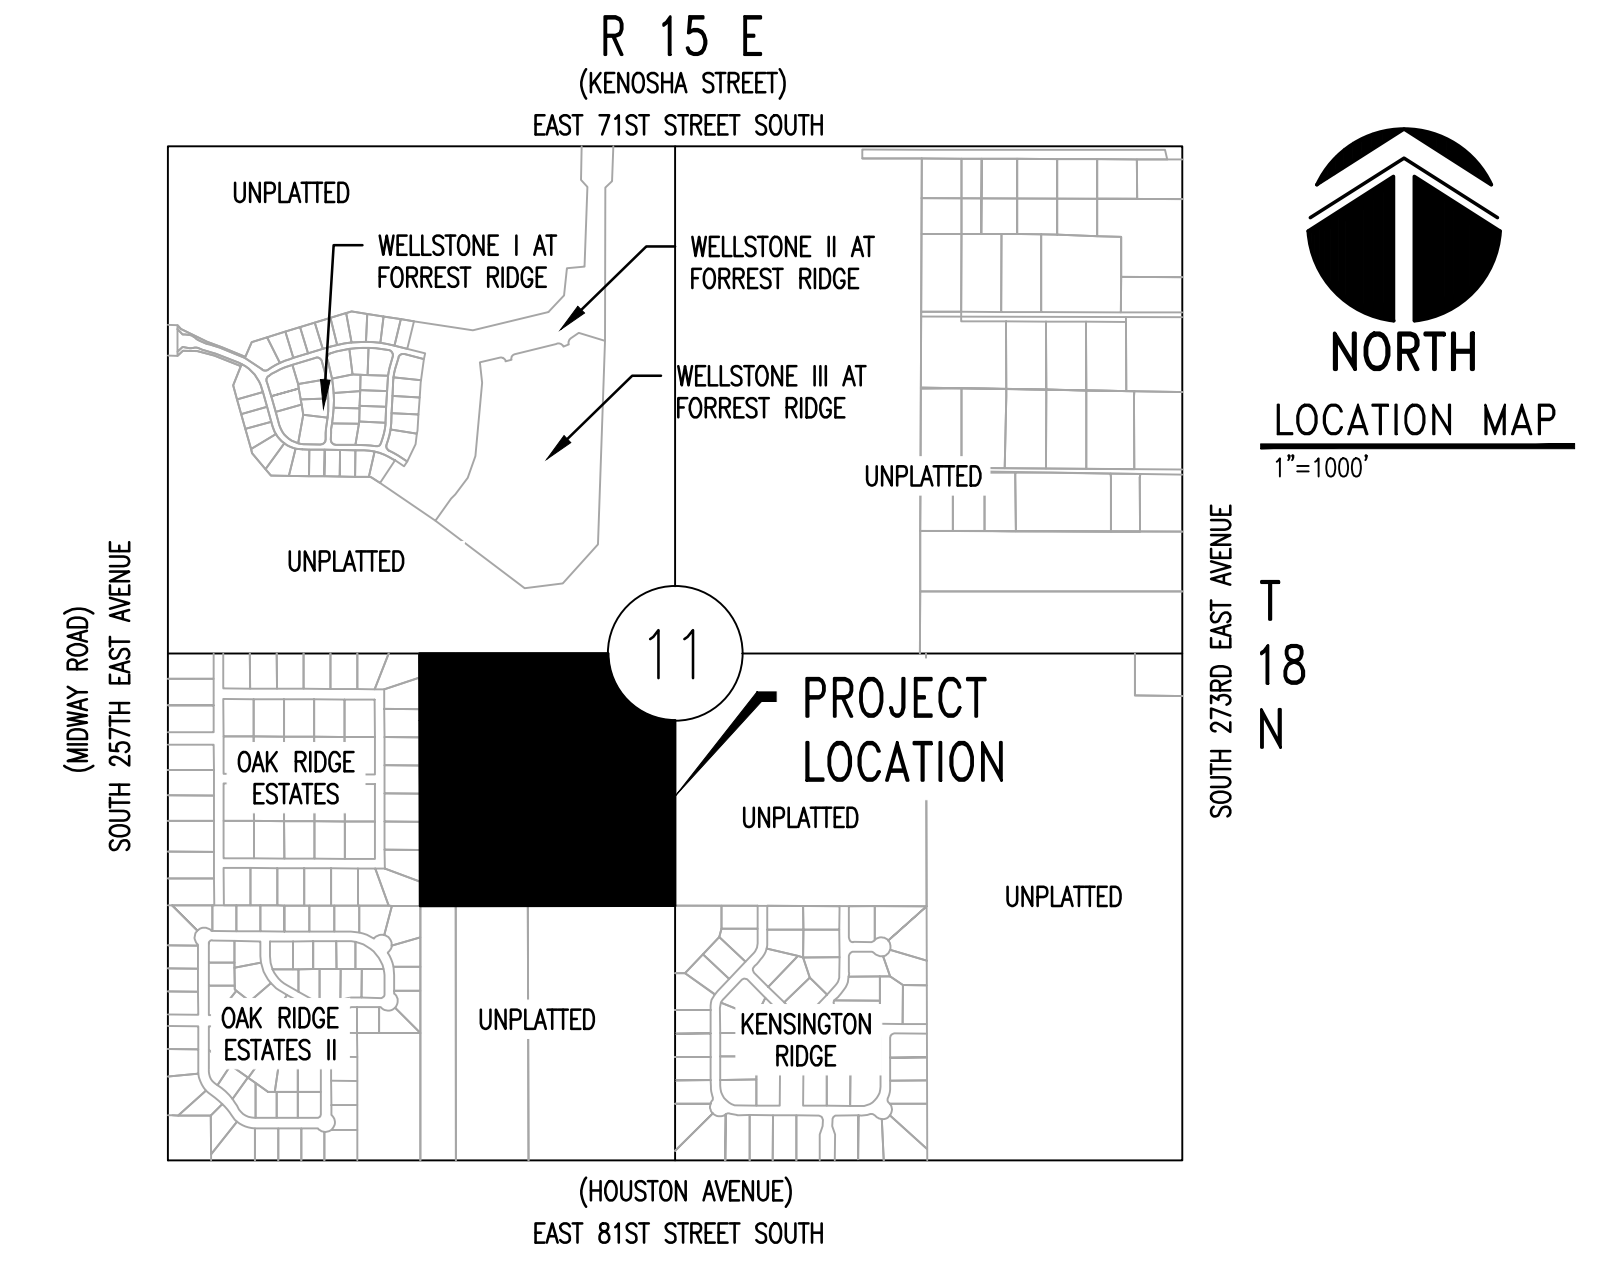 R 15 E
(KENOSHA STREET)
EAST 71ST STREET SOUTH
UNPLATTED
WELLSTONE I AT
FORREST RIDGE
WELLSTONE II AT
FORREST RIDGE
WELLSTONE III AT
FORREST RIDGE
UNPLATTED
UNPLATTED
NORTH
LOCATION MAP
1"=1000'
(MIDWAY ROAD)
SOUTH 257TH EAST AVENUE
SOUTH 273RD EAST AVENUE
T
18
N
11
PROJECT
LOCATION
OAK RIDGE
ESTATES
UNPLATTED
UNPLATTED
OAK RIDGE
ESTATES II
UNPLATTED
KENSINGTON
RIDGE
(HOUSTON AVENUE)
EAST 81ST STREET SOUTH